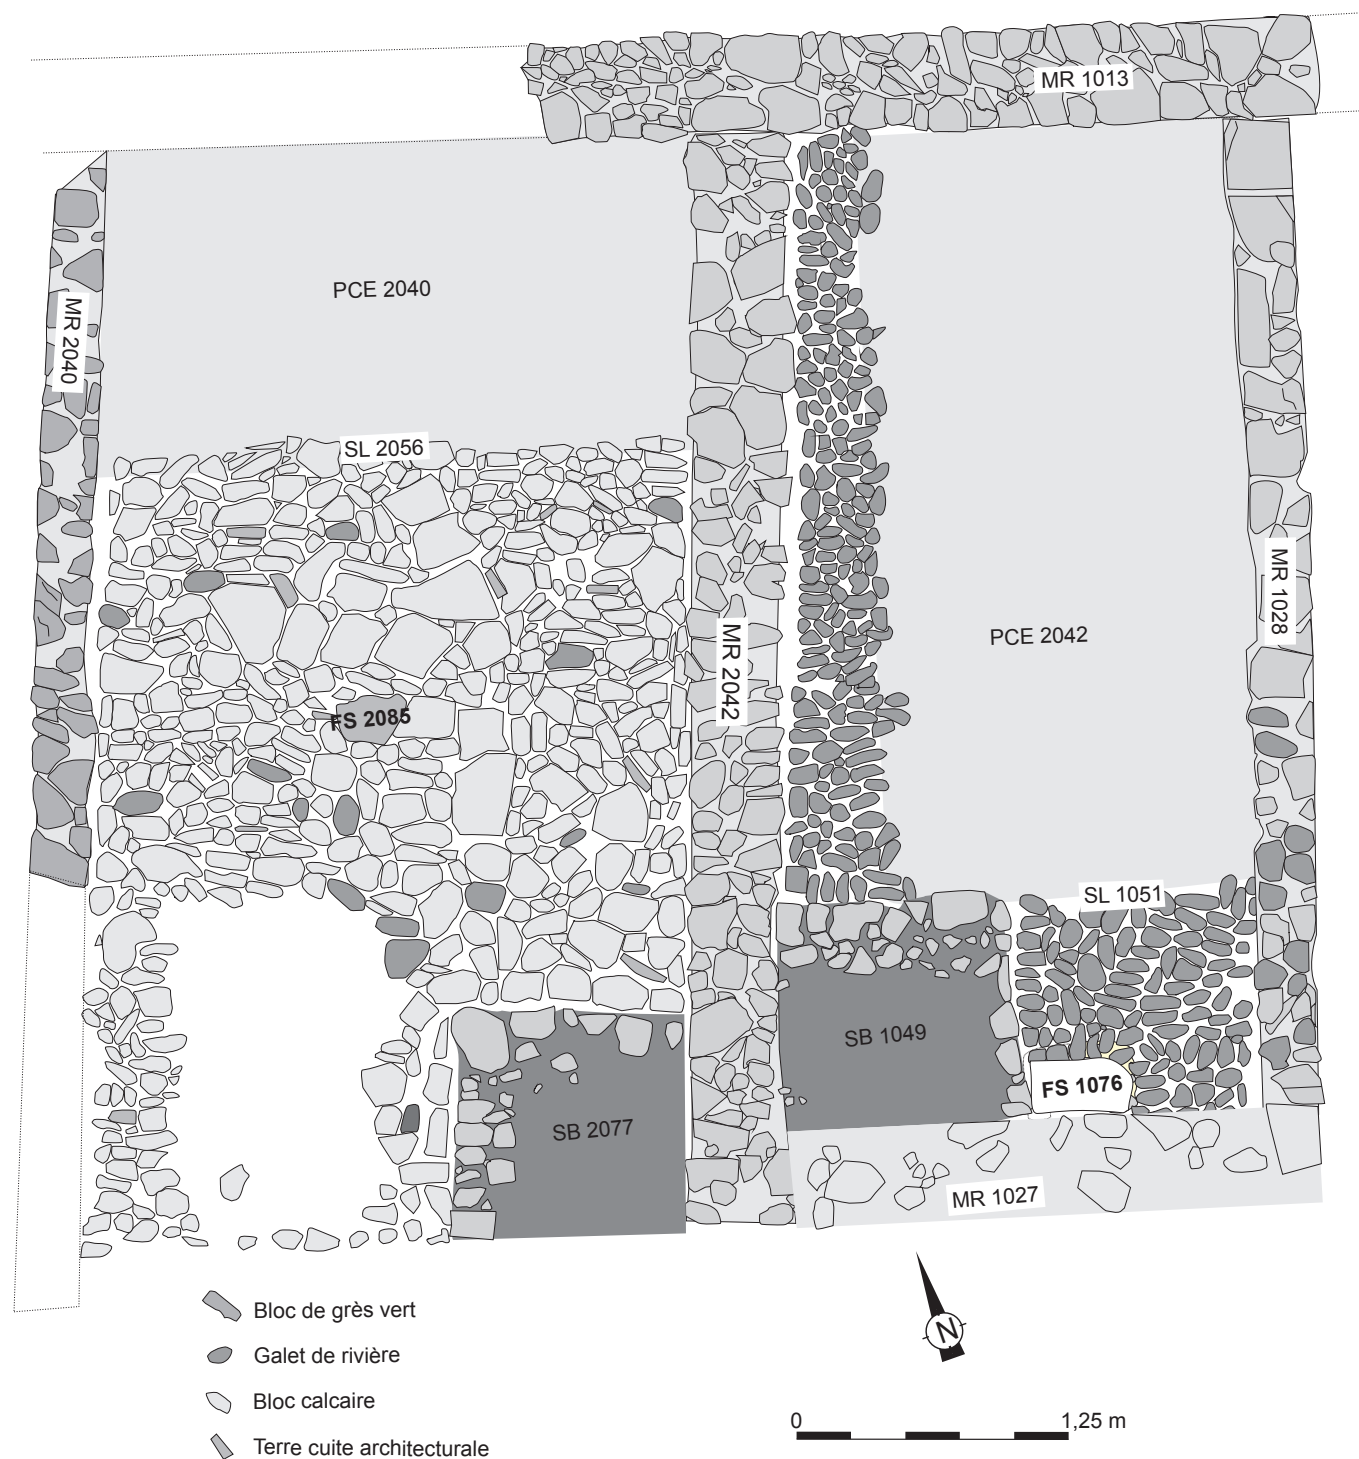 MR 1013
PCE 2040
MR 2040
SL 2056
MR 1028
PCE 2042
MR 2042
FS 2085
SL 1051
SB 1049
FS 1076
SB 2077
MR 1027
Bloc de grès vert
N
Galet de rivière
Bloc calcaire
0 1,25 m
Terre cuite architecturale